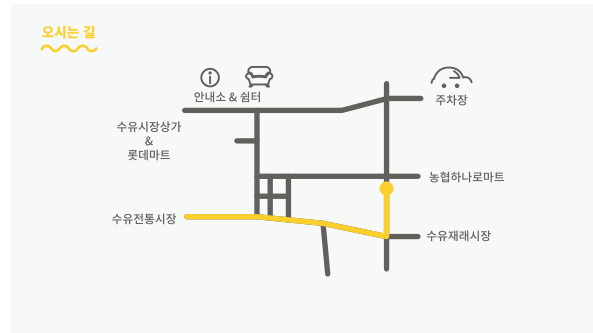 오시는 길
안내소 & 쉼터
주차장
수유시장상가
&
롯데마트
농협하나로마트
수유전통시장
수유재래시장